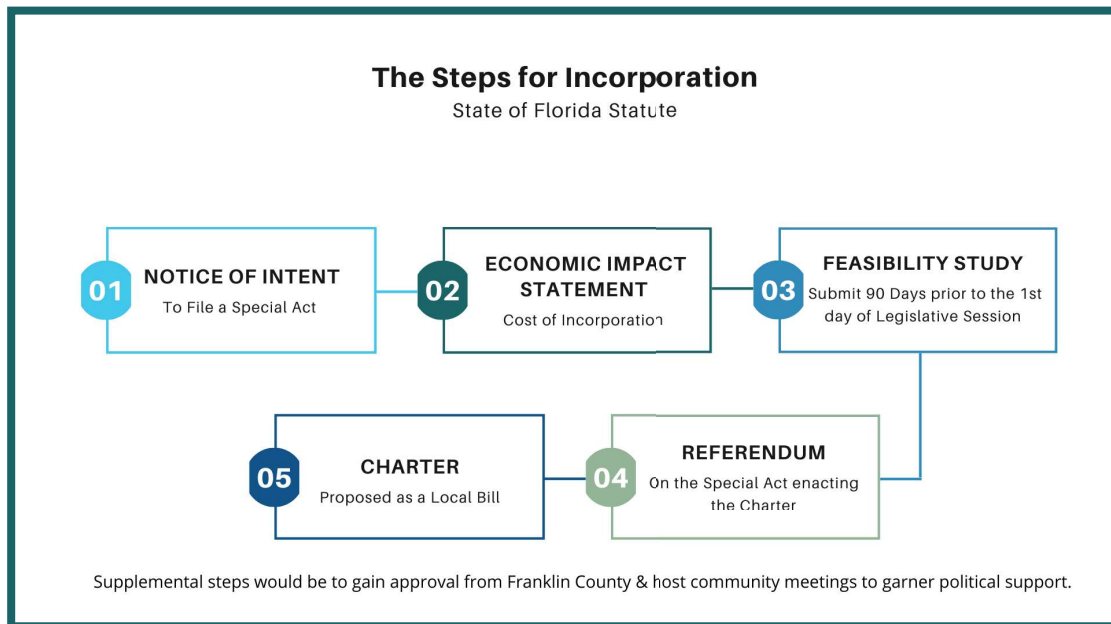 The Steps for Incorporation
State of Florida Statute
01
NOTICE OF INTENT
To File a Special Act
02
ECONOMIC IMPACT
STATEMENT
Cost of Incorporation
03
FEASIBILITY STUDY
Submit 90 Days prior to the 1st
day of Legislative Session
04
REFERENDUM
On the Special Act enacting
the Charter
05
CHARTER
Proposed as a Local Bill
Supplemental steps would be to gain approval from Franklin County & host community meetings to garner political support.